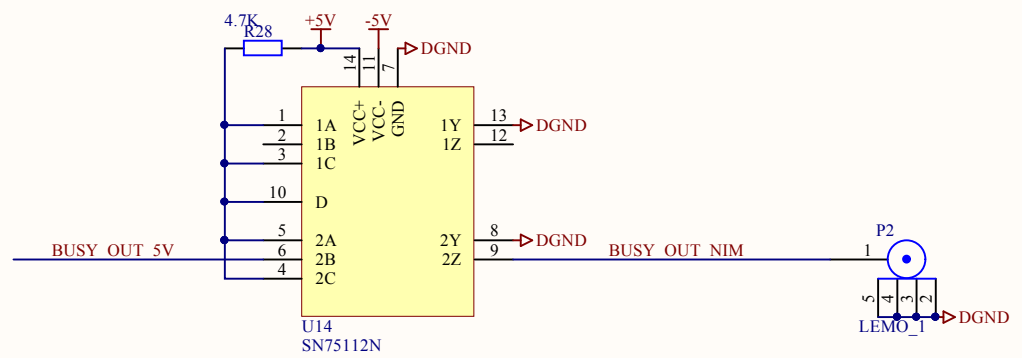 4.7K
R28
+5V
-5V
DGND
14
11
7
VCC+
VCC-
GND
1
1A
1Y
13
DGND
2
1B
1Z
12
3
1C
10
D
5
2A
2Y
8
DGND
BUSY_OUT_5V
6
2B
2Z
9
BUSY_OUT_NIM
4
2C
P2
1
5
4
3
2
DGND
LEMO_1
U14
SN75112N